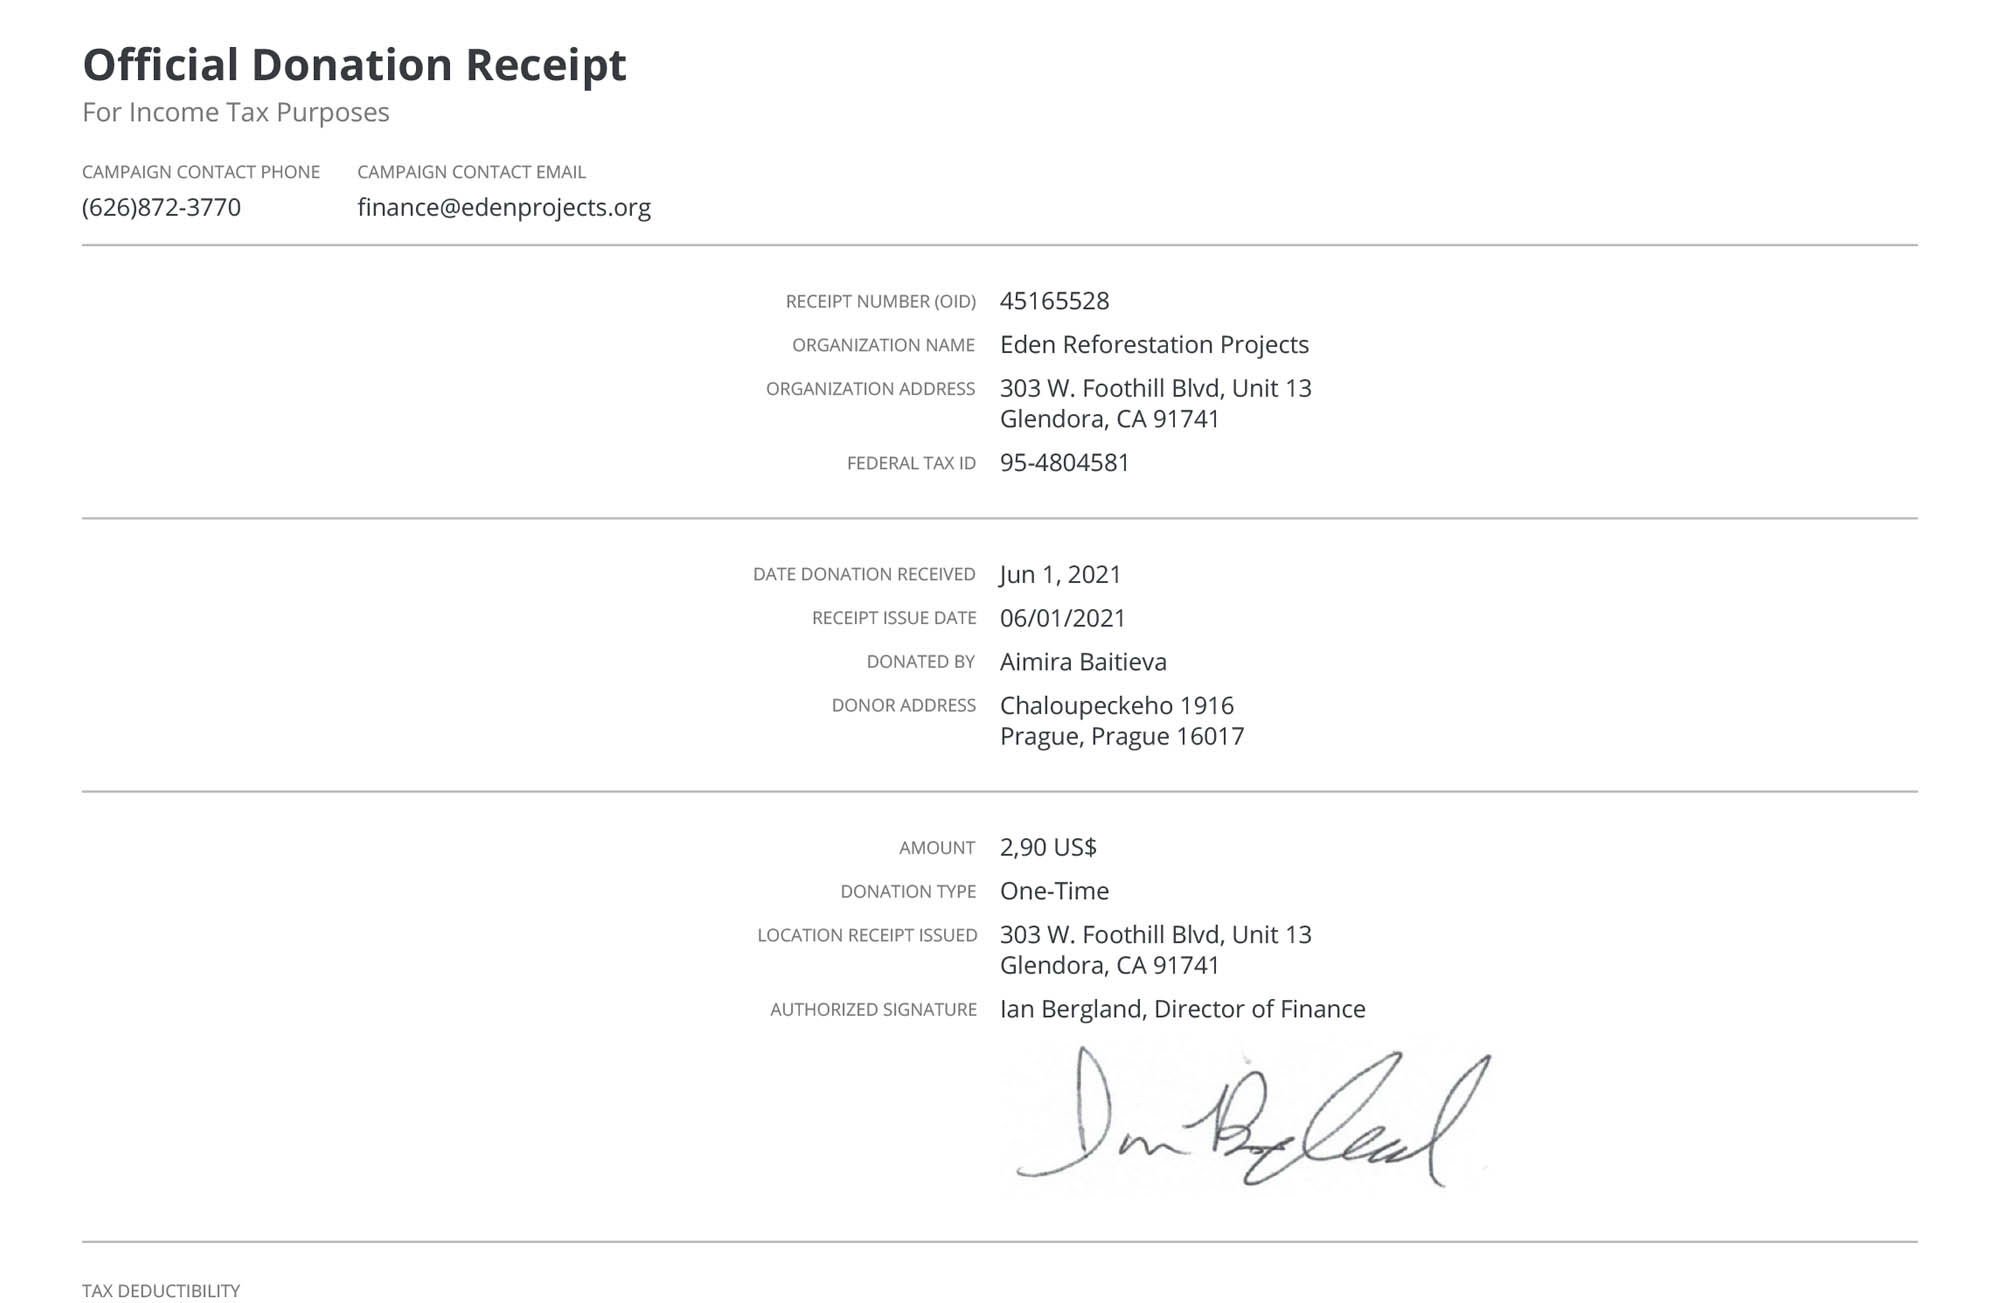 Official Donation Receipt
For Income Tax Purposes
CAMPAIGN CONTACT PHONE CAMPAIGN CONTACT EMAIL
(626)872-3770 finance@edenprojects.org
RECEIPT NUMBER (OID) 45165528
ORGANIZATION NAME Eden Reforestation Projects
ORGANIZATION ADDRESS 303 W. Foothill Blvd, Unit 13
Glendora, CA 91741
FEDERAL TAX ID 95-4804581
DATE DONATION RECEIVED Jun 1, 2021
RECEIPT ISSUE DATE 06/01/2021
DONATED BY Aimira Baitieva
DONOR ADDRESS Chaloupeckeho 1916
Prague, Prague 16017
AMOUNT 2,90 US$
DONATION TYPE One-Time
LOCATION RECEIPT ISSUED 303 W. Foothill Blvd, Unit 13
Glendora, CA 91741
AUTHORIZED SIGNATURE Ian Bergland, Director of Finance
TAX DEDUCTIBILITY